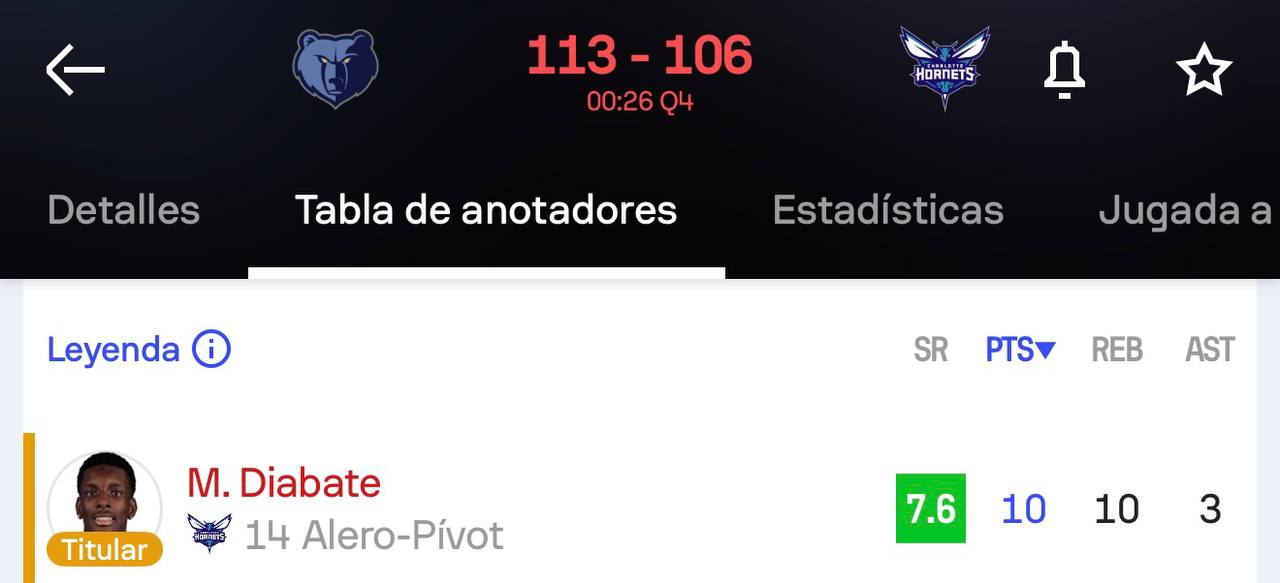 113 - 106
CHARLOTTE
HORNETS
00:26 Q4
Detalles Tabla de anotadores Estadísticas Jugada a
Leyenda SR PTS▼ REB AST
M. Diabate
7.6 10 10 3
14 Alero-Pívot
Titular